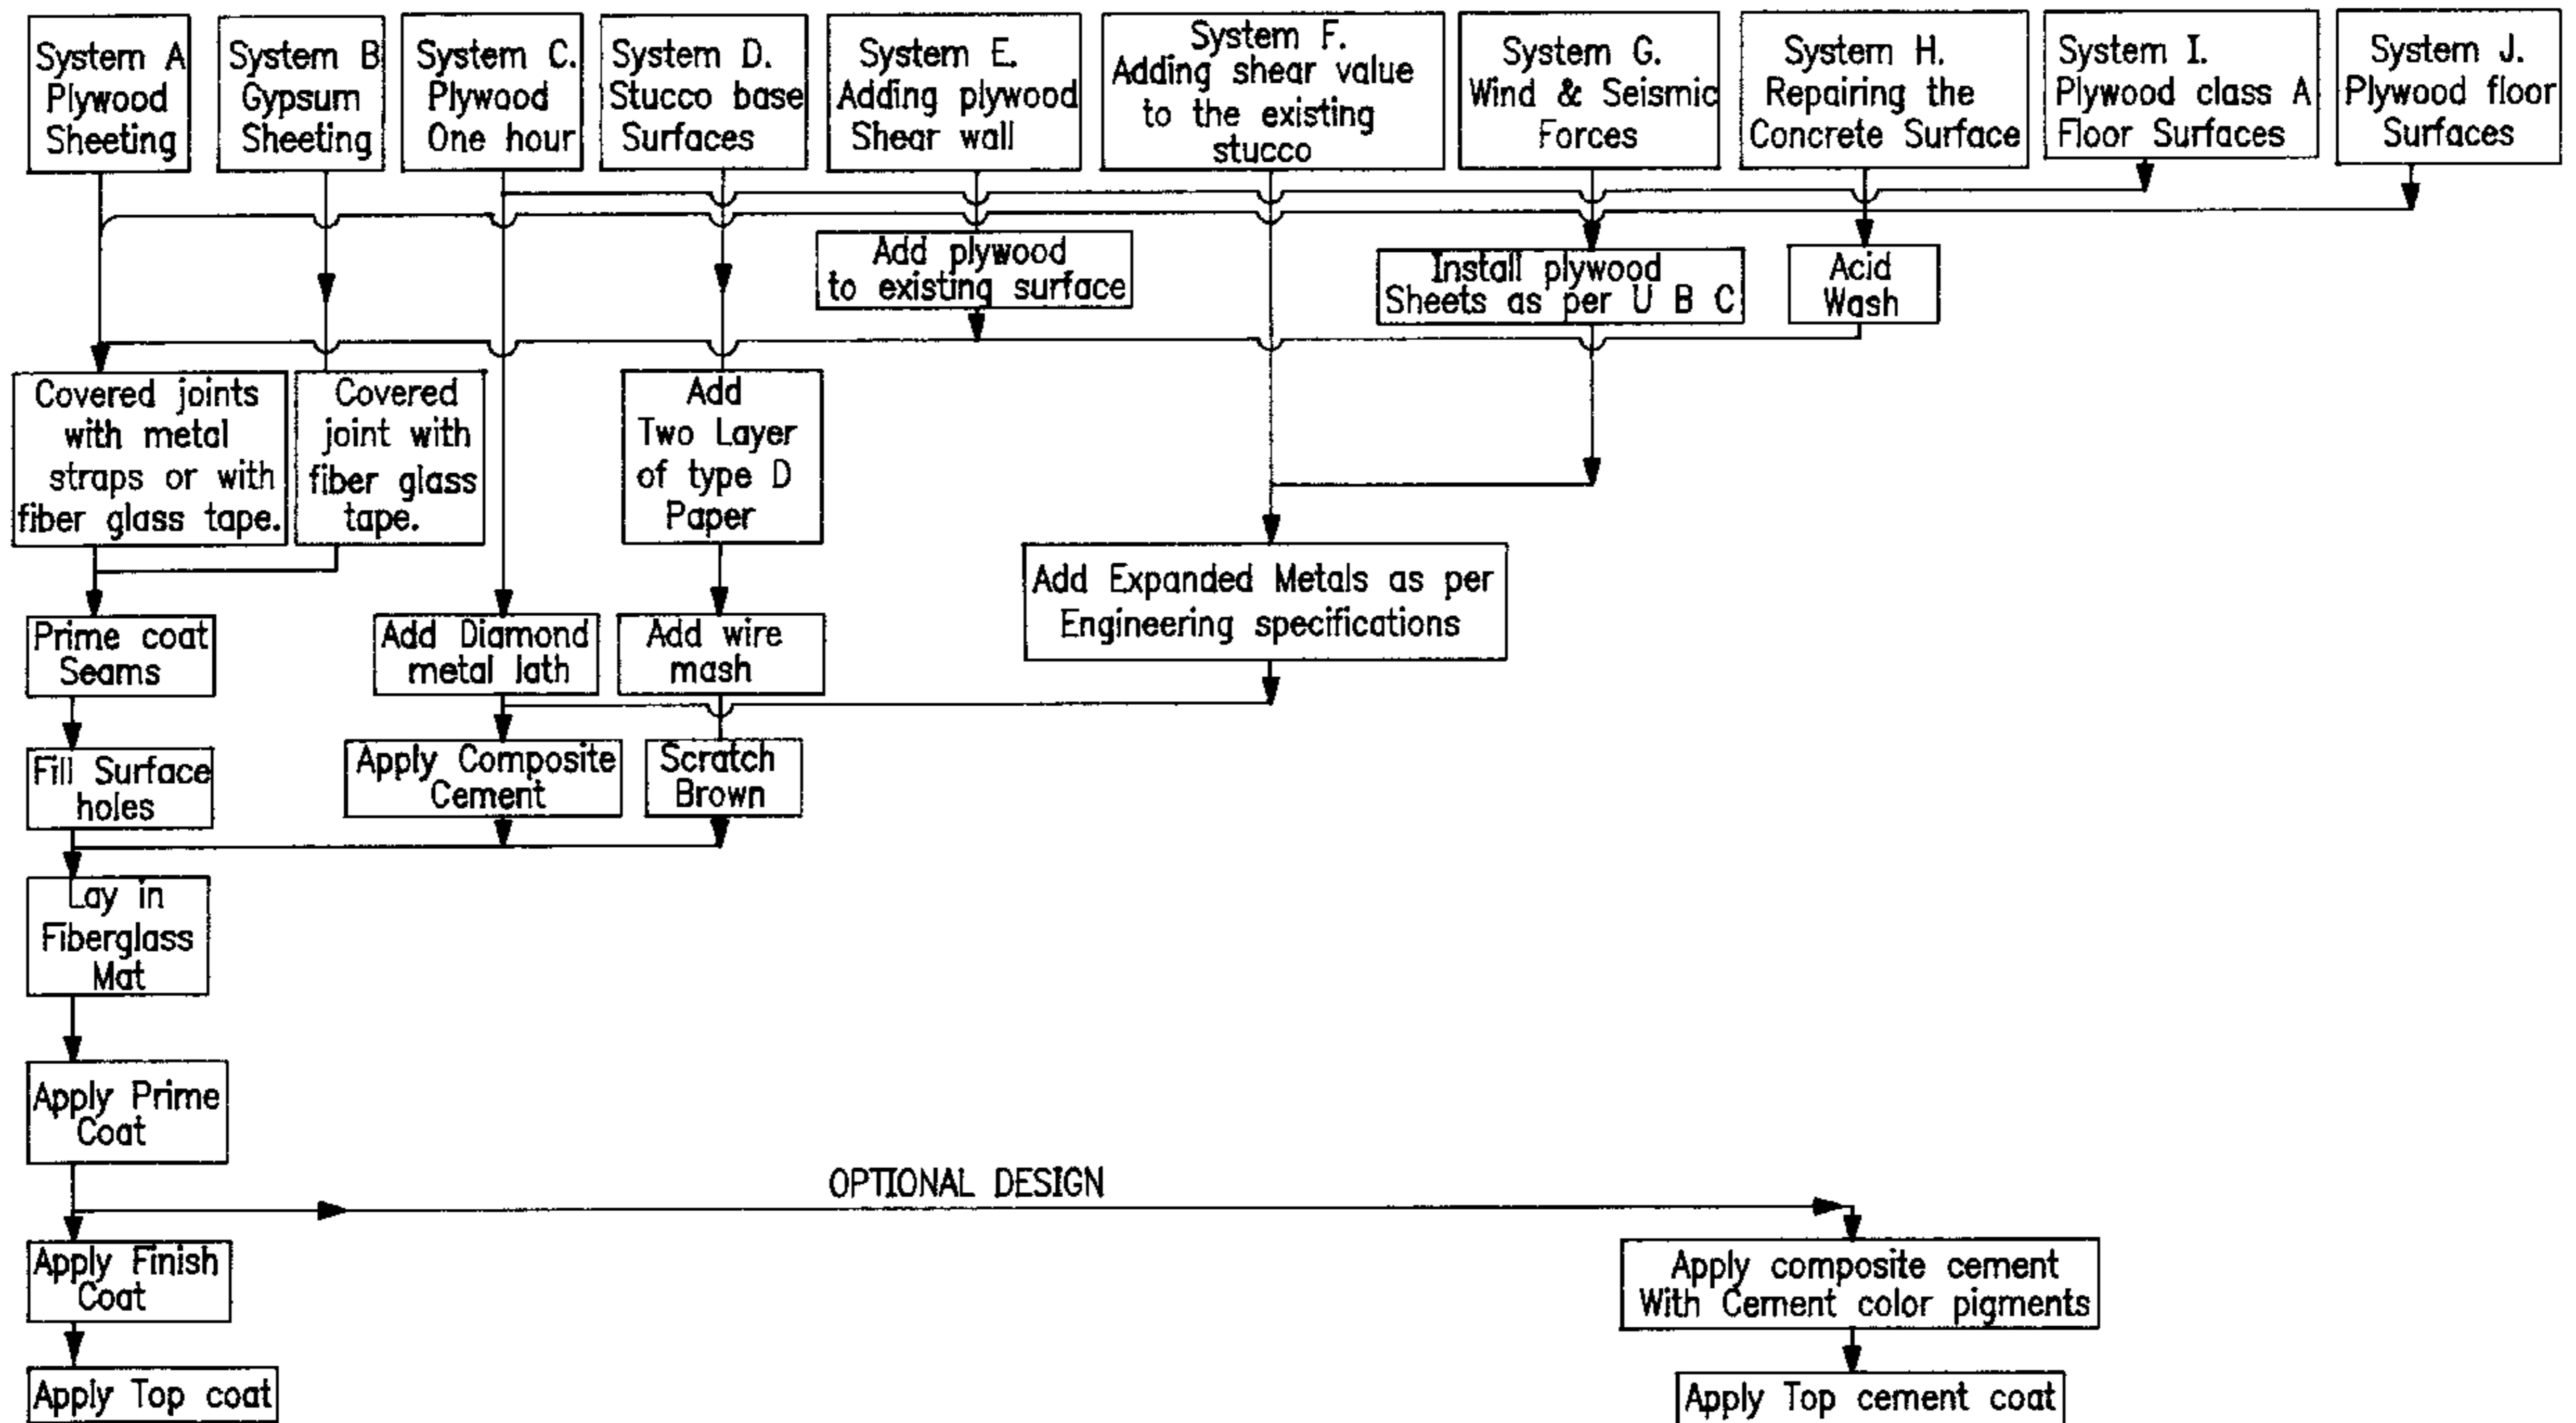 System A
Plywood
Sheeting
System B
Gypsum
Sheeting
System C.
Plywood
One hour
System D.
Stucco base
Surfaces
System E.
Adding plywood
Shear wall
System F.
Adding shear value
to the existing
stucco
System G.
Wind & Seismic
Forces
System H.
Repairing the
Concrete Surface
System I.
Plywood class A
Floor Surfaces
System J.
Plywood floor
Surfaces
Add plywood
to existing surface
Install plywood
Sheets as per U B C
Acid
Wash
Covered joints
with metal
straps or with
fiber glass tape.
Covered
joint with
fiber glass
tape.
Add
Two Layer
of type D
Paper
Add Expanded Metals as per
Engineering specifications
Prime coat
Seams
Add Diamond
metal lath
Add wire
mash
Fill Surface
holes
Apply Composite
Cement
Scratch
Brown
Lay in
Fiberglass
Mat
Apply Prime
Coat
OPTIONAL DESIGN
Apply Finish
Coat
Apply composite cement
With Cement color pigments
Apply Top coat
Apply Top cement coat